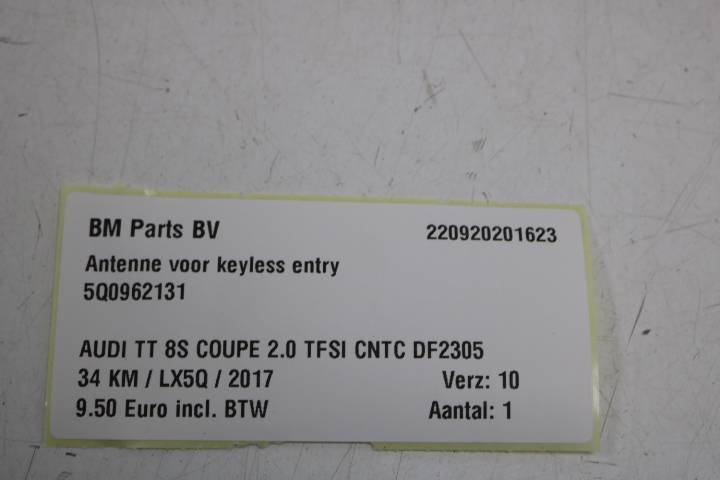 BM Parts BV 220920201623
Antenne voor keyless entry
5Q0962131
AUDI TT 8S COUPE 2.0 TFSI CNTC DF2305
34 KM / LX5Q / 2017 Verz: 10
9.50 Euro incl. BTW Aantal: 1